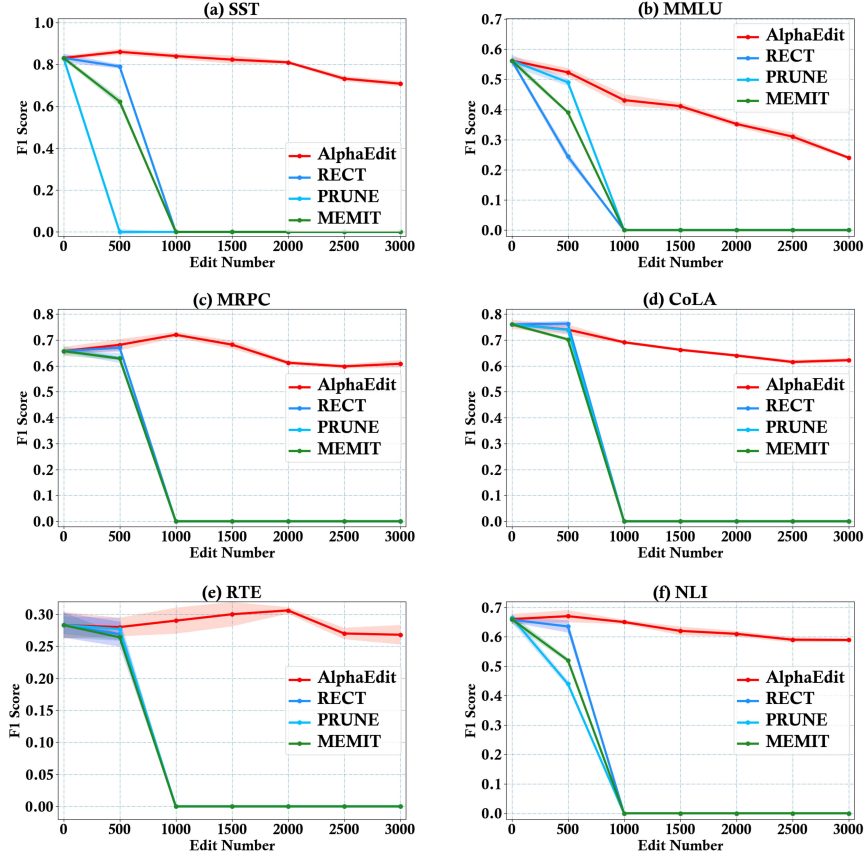 (a) SST
1.0
0.8
0.6
0.4
0.2
0.0
F1 Score
AlphaEdit
RECT
PRUNE
MEMIT
0 500 1000 1500 2000 2500 3000
Edit Number
(b) MMLU
0.7
0.6
0.5
0.4
0.3
0.2
0.1
0.0
F1 Score
AlphaEdit
RECT
PRUNE
MEMIT
0 500 1000 1500 2000 2500 3000
Edit Number
(c) MRPC
0.8
0.7
0.6
0.5
0.4
0.3
0.2
0.1
0.0
F1 Score
AlphaEdit
RECT
PRUNE
MEMIT
0 500 1000 1500 2000 2500 3000
Edit Number
(d) CoLA
0.8
0.7
0.6
0.5
0.4
0.3
0.2
0.1
0.0
F1 Score
AlphaEdit
RECT
PRUNE
MEMIT
0 500 1000 1500 2000 2500 3000
Edit Number
(e) RTE
0.30
0.25
0.20
0.15
0.10
0.05
0.00
F1 Score
AlphaEdit
RECT
PRUNE
MEMIT
0 500 1000 1500 2000 2500 3000
Edit Number
(f) NLI
0.7
0.6
0.5
0.4
0.3
0.2
0.1
0.0
F1 Score
AlphaEdit
RECT
PRUNE
MEMIT
0 500 1000 1500 2000 2500 3000
Edit Number